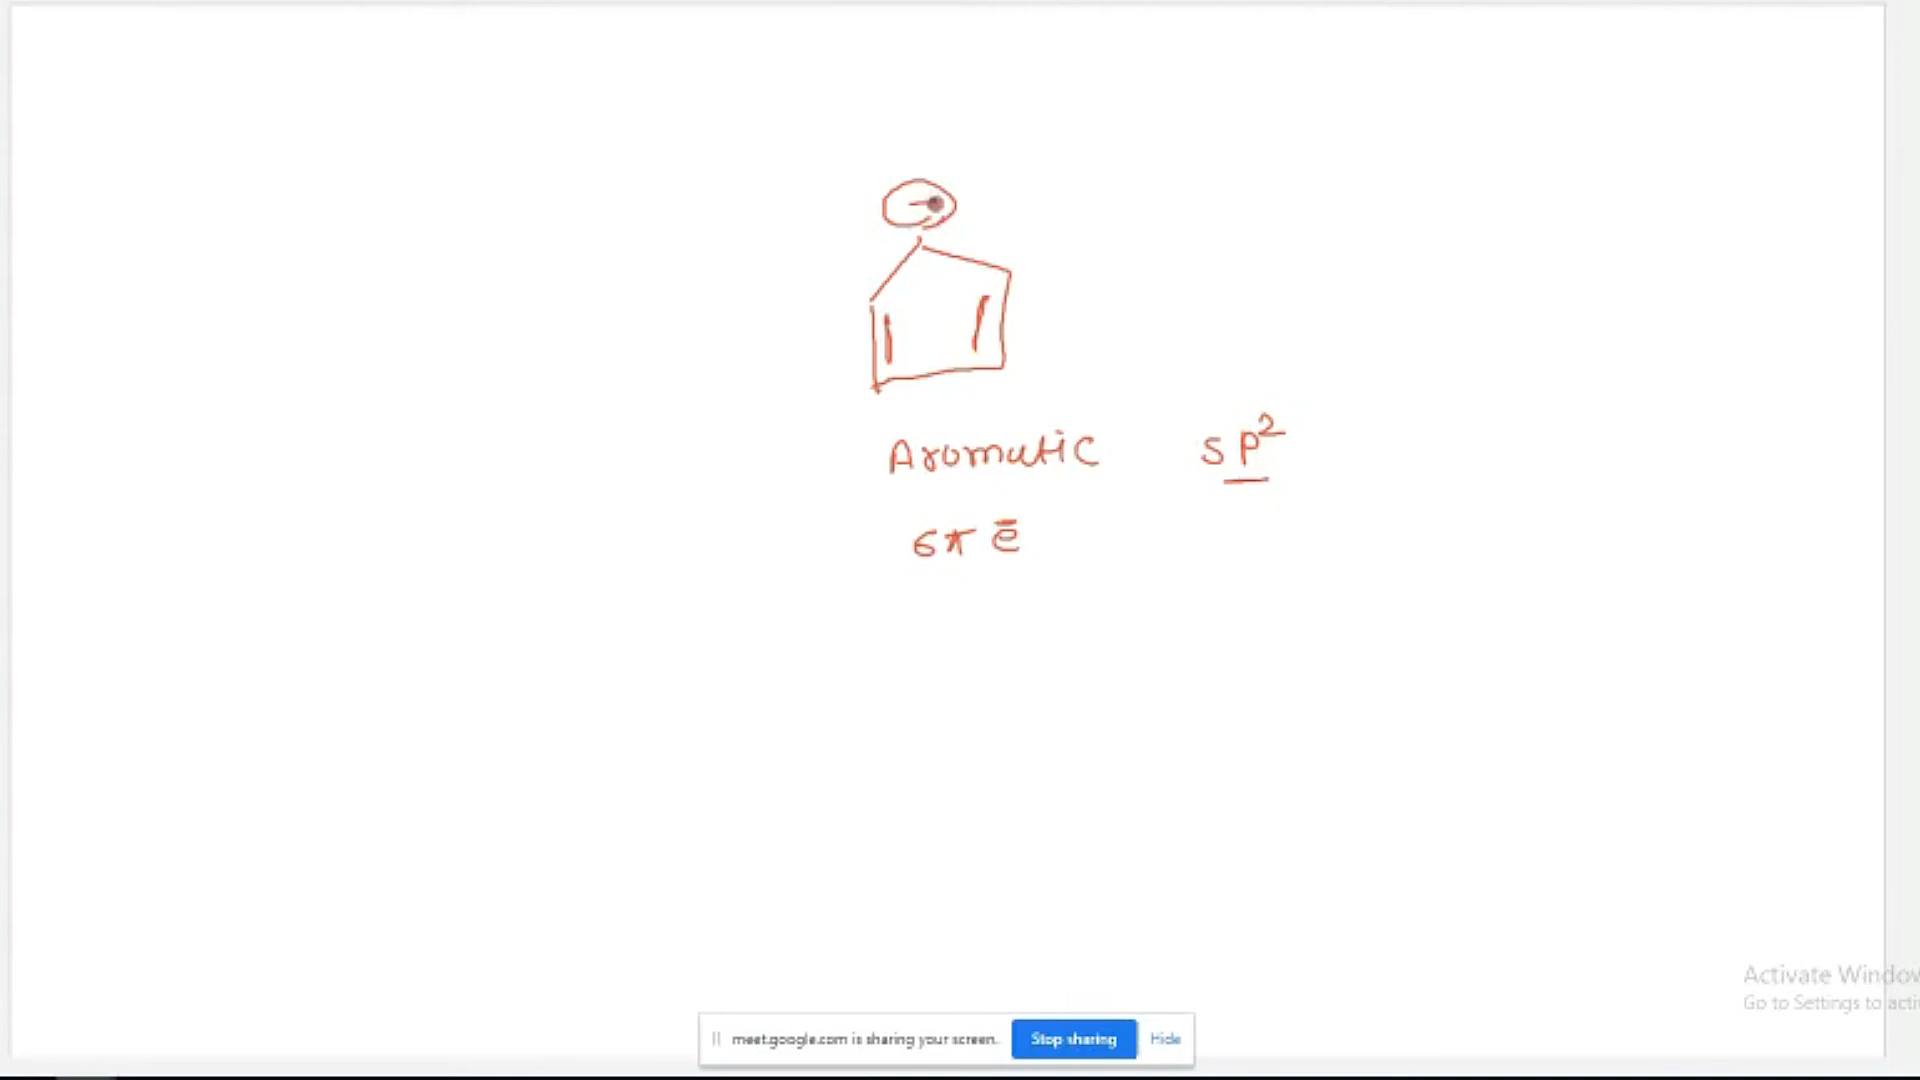 Aromatic sp²
6π ē
Activate Window
Go to Settings to acti
meet.google.com is sharing your screen. Stop sharing Hide